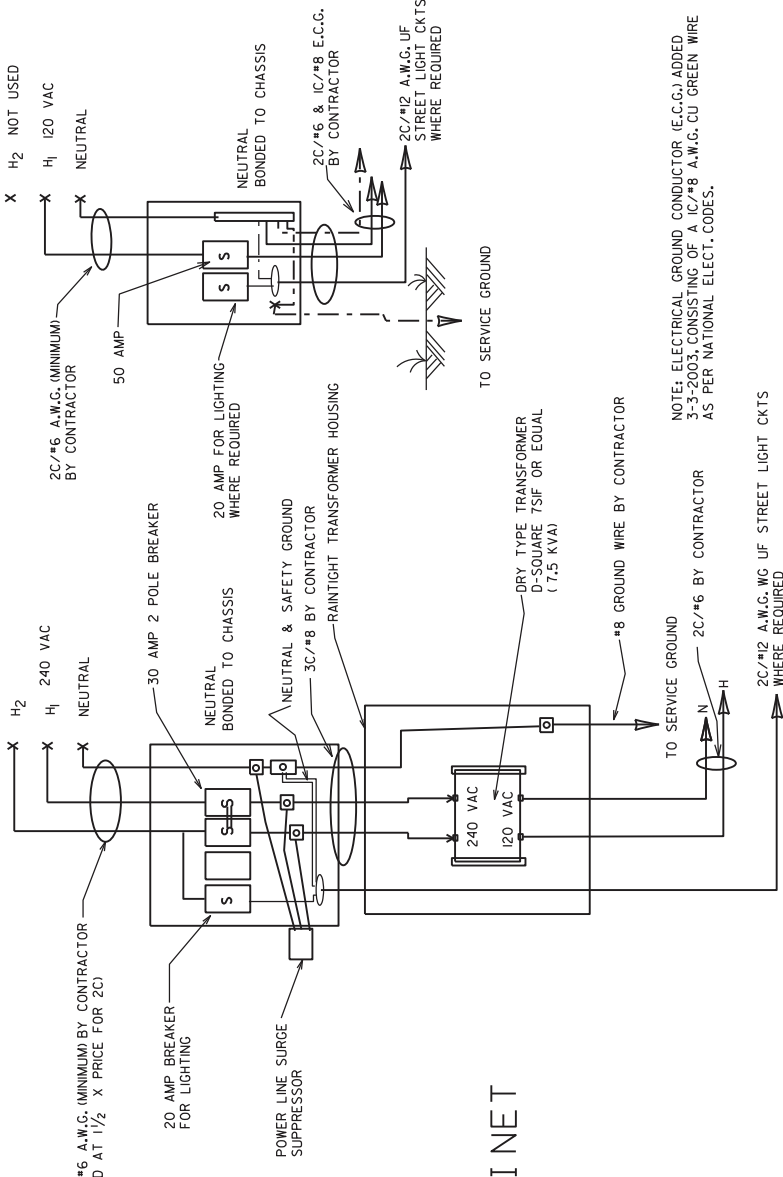 H2 NOT USED
H1 120 VAC
NEUTRAL
2C/#6 A.W.G. (MINIMUM)
BY CONTRACTOR
50 AMP
20 AMP FOR LIGHTING
WHERE REQUIRED
S
NEUTRAL
BONDED TO CHASSIS
2C/#6 & 1C/#8 E.C.G.
BY CONTRACTOR
2C/#12 A.W.G. UF
STREET LIGHT CKTS
WHERE REQUIRED
TO SERVICE GROUND
NOTE: ELECTRICAL GROUND CONDUCTOR (E.C.G.) ADDED
3-3-2003, CONSISTING OF A 1C/#8 A.W.G. CU GREEN WIRE
AS PER NATIONAL ELECT. CODES.
H2
H1 240 VAC
NEUTRAL
#6 A.W.G. (MINIMUM) BY CONTRACTOR
D AT 1 1/2 X PRICE FOR 2C)
30 AMP 2 POLE BREAKER
NEUTRAL
BONDED TO CHASSIS
NEUTRAL & SAFETY GROUND
3C/#8 BY CONTRACTOR
RAINTIGHT TRANSFORMER HOUSING
S
S
S
20 AMP BREAKER
FOR LIGHTING
POWER LINE SURGE
SUPPRESSOR
240 VAC
120 VAC
DRY TYPE TRANSFORMER
D-SQUARE 7SIF OR EQUAL
(7.5 KVA)
#8 GROUND WIRE BY CONTRACTOR
TO SERVICE GROUND
2C/#6 BY CONTRACTOR
N
H
2C/#12 A.W.G. WG UF STREET LIGHT CKTS
WHERE REQUIRED
INET